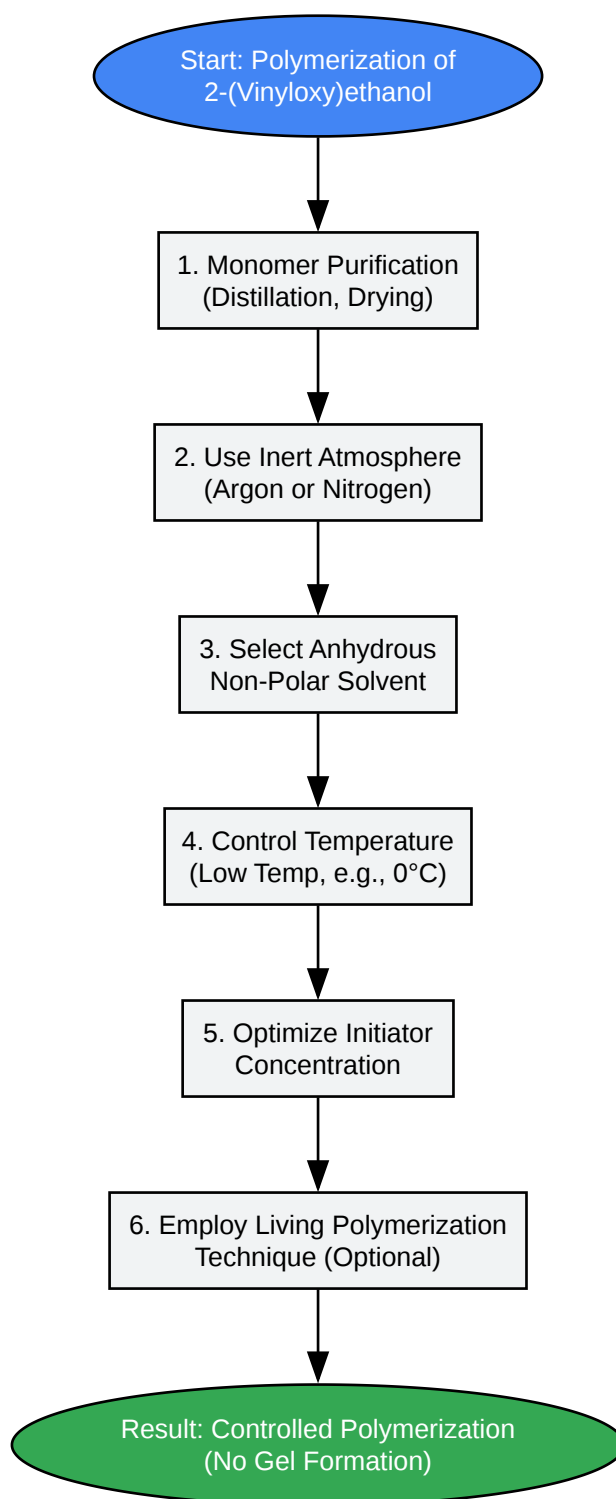 Start: Polymerization of
2-(Vinyloxy)ethanol
1. Monomer Purification
(Distillation, Drying)
2. Use Inert Atmosphere
(Argon or Nitrogen)
3. Select Anhydrous
Non-Polar Solvent
4. Control Temperature
(Low Temp, e.g., 0°C)
5. Optimize Initiator
Concentration
6. Employ Living Polymerization
Technique (Optional)
Result: Controlled Polymerization
(No Gel Formation)